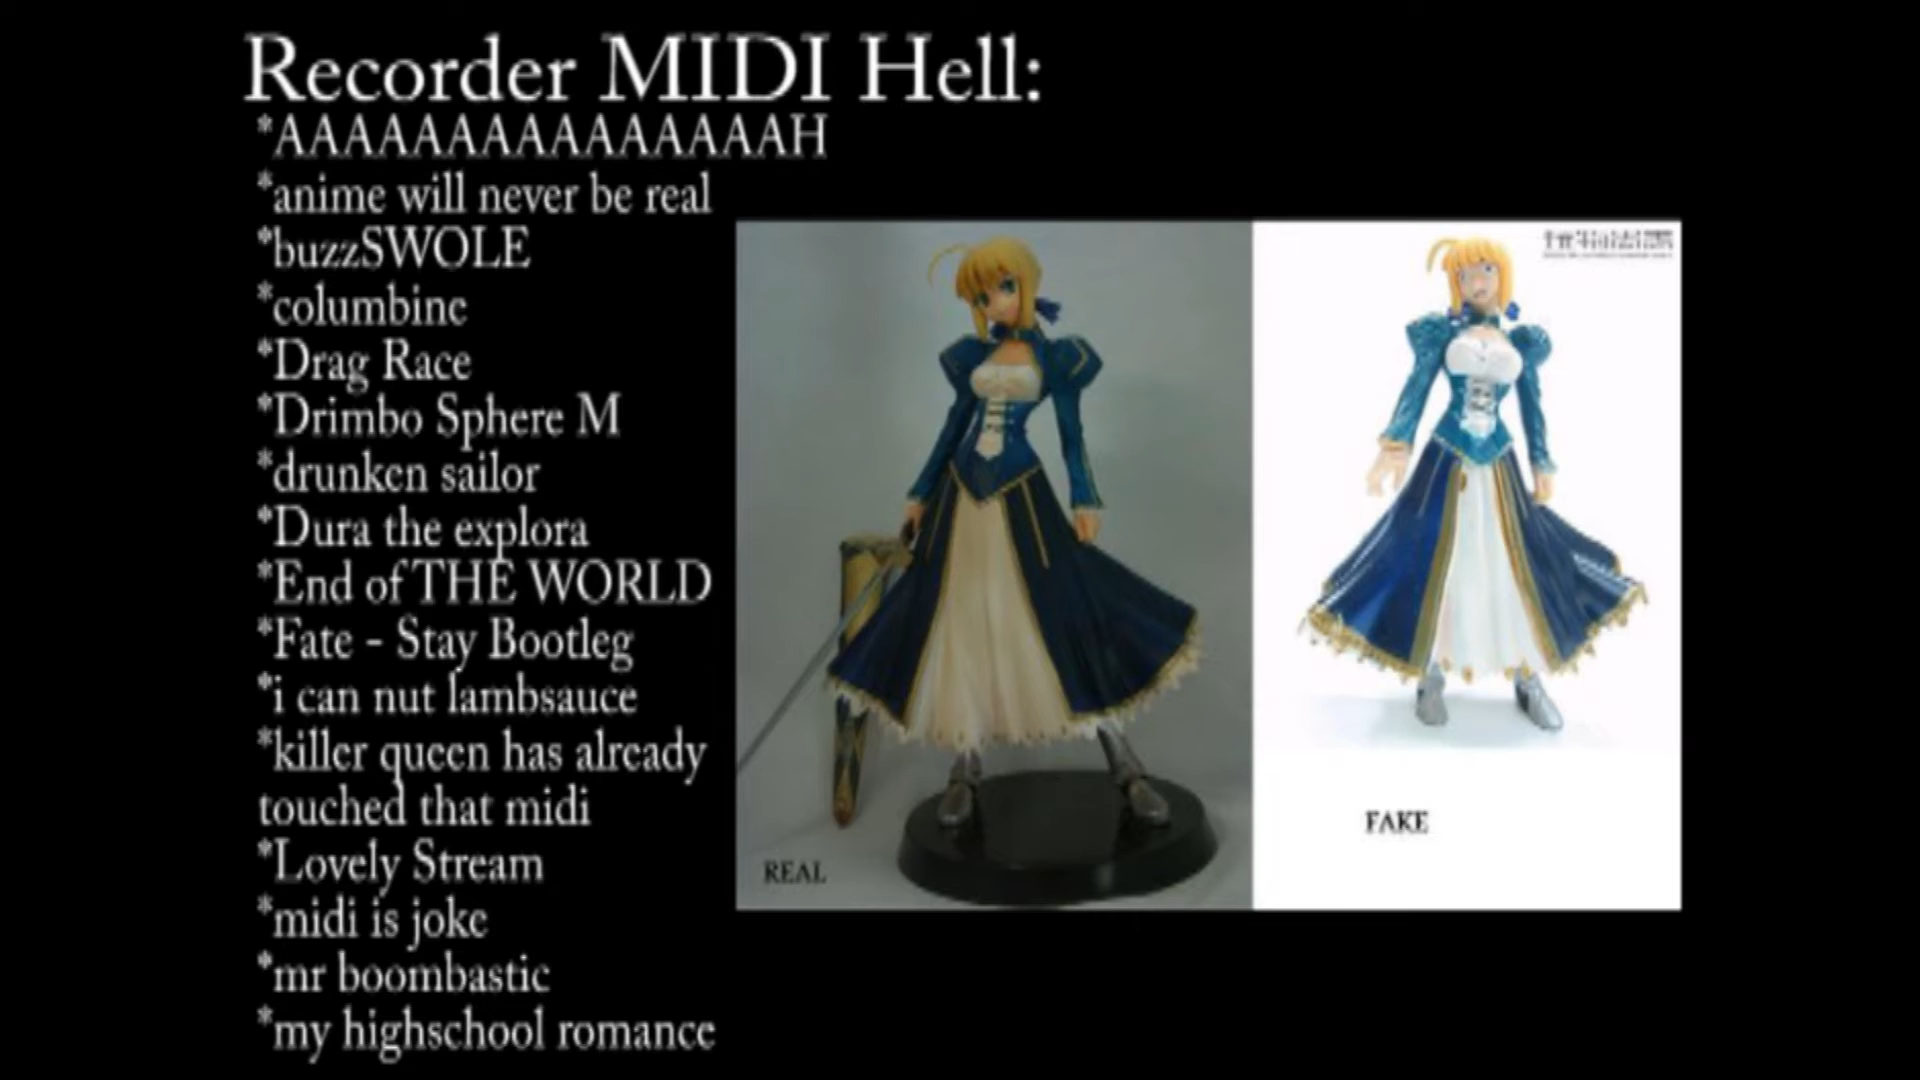 Recorder MIDI Hell:
*AAAAAAAAAAAAAAAH
*anime will never be real
*buzzSWOLE
*columbine
*Drag Race
*Drimbo Sphere M
*drunken sailor
*Dura the explora
*End of THE WORLD
*Fate - Stay Bootleg
*i can nut lambsauce
*killer queen has already
touched that midi
*Lovely Stream
*midi is joke
*mr boombastic
*my highschool romance
REAL
FAKE